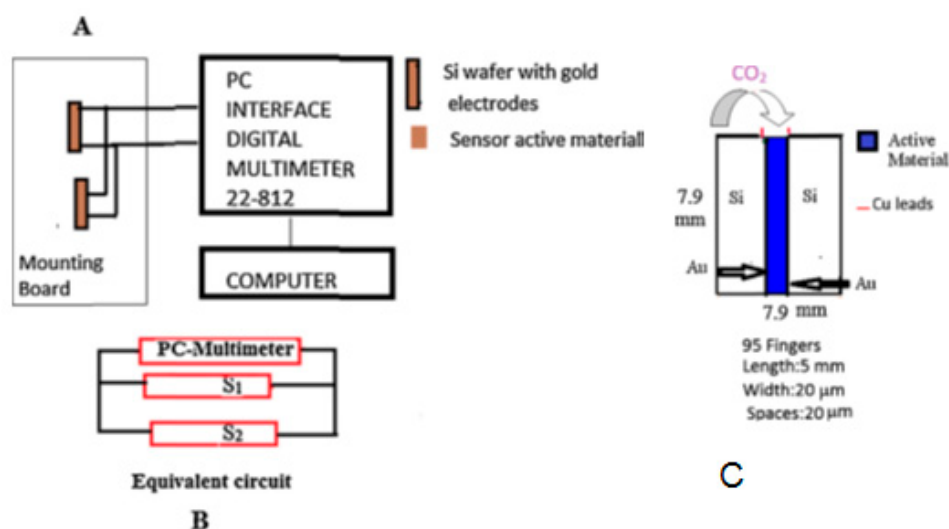 A
PC
INTERFACE
DIGITAL
MULTIMETER
22-812
COMPUTER
Mounting
Board
Si wafer with gold
electrodes
Sensor active materiall
PC-Multimeter
S1
S2
Equivalent circuit
B
CO2
Active
Material
Cu leads
7.9
mm
Si
Si
Au
Au
7.9 mm
95 Fingers
Length:5 mm
Width:20 µm
Spaces:20 µm
C